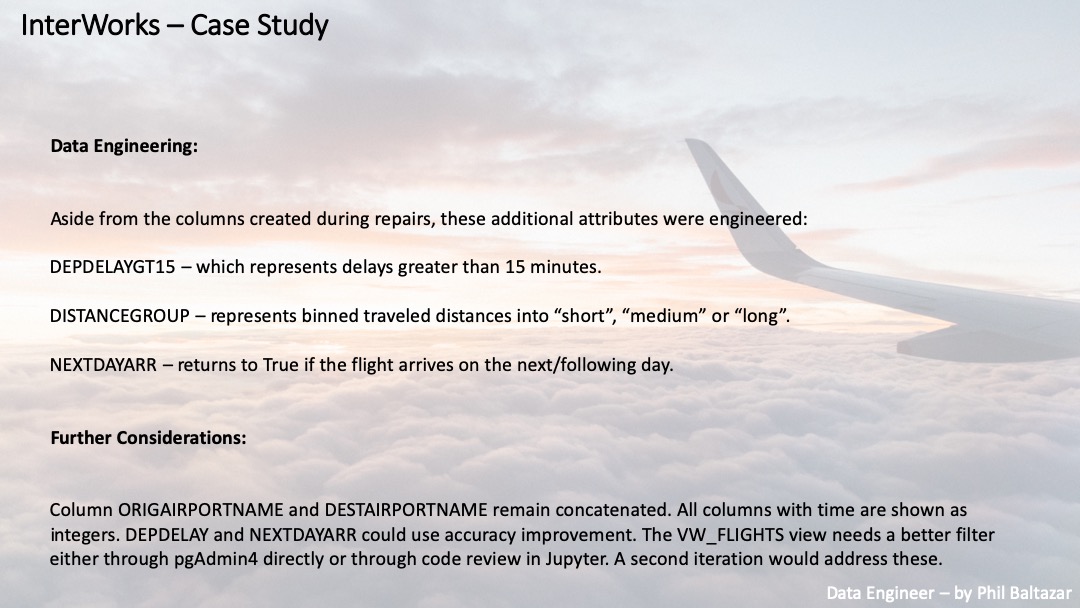 InterWorks – Case Study
Data Engineering:
Aside from the columns created during repairs, these additional attributes were engineered:
DEPDELAYGT15 – which represents delays greater than 15 minutes.
DISTANCEGROUP – represents binned traveled distances into “short”, “medium” or “long”.
NEXTDAYARR – returns to True if the flight arrives on the next/following day.
Further Considerations:
Column ORIGAIRPORTNAME and DESTAIRPORTNAME remain concatenated. All columns with time are shown as
integers. DEPDELAY and NEXTDAYARR could use accuracy improvement. The VW_FLIGHTS view needs a better filter
either through pgAdmin4 directly or through code review in Jupyter. A second iteration would address these.
Data Engineer – by Phil Baltazar